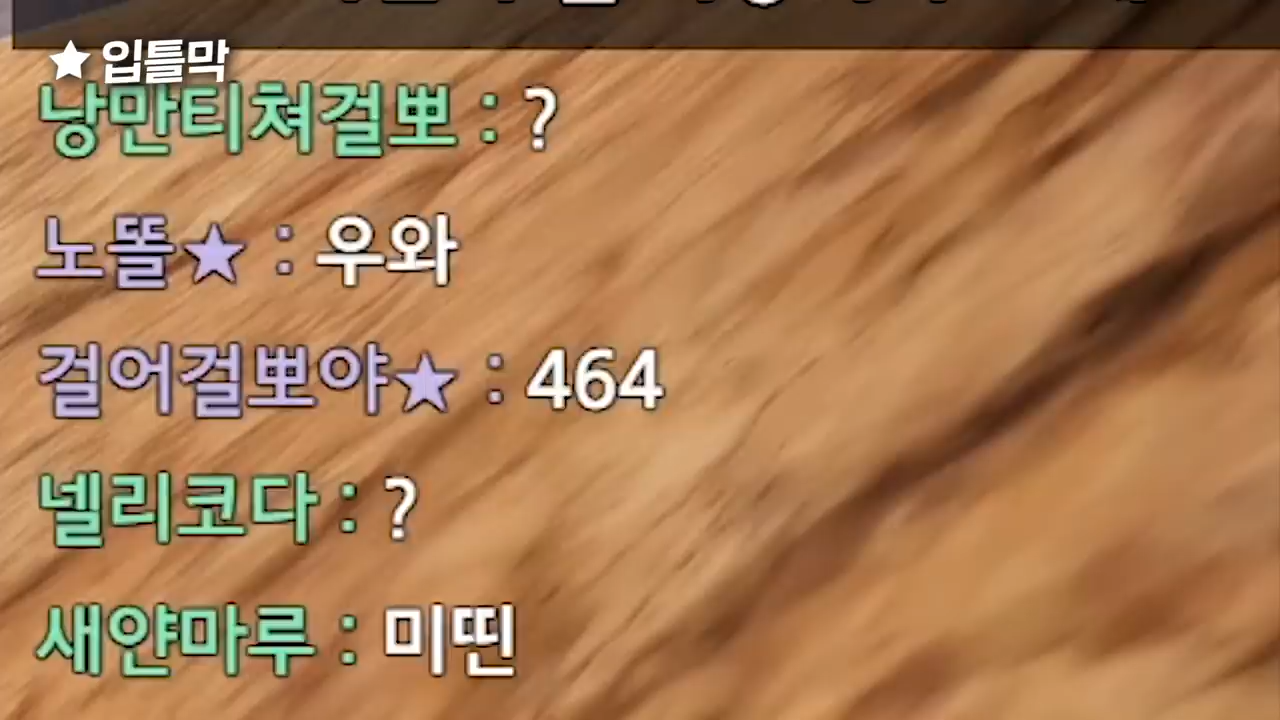 ★ 입틀막
낭만티쳐걸뽀 : ?
노똘★ : 우와
걸어걸뽀야★ : 464
넬리코다 : ?
새얀마루 : 미띤